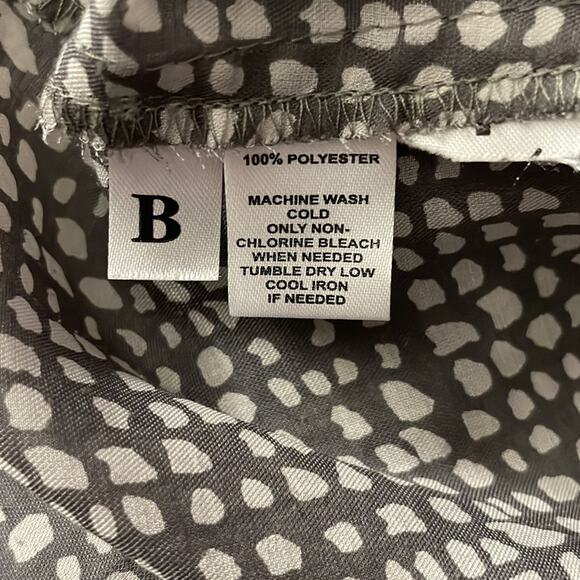 B
100% POLYESTER
MACHINE WASH
COLD
ONLY NON-
CHLORINE BLEACH
WHEN NEEDED
TUMBLE DRY LOW
COOL IRON
IF NEEDED